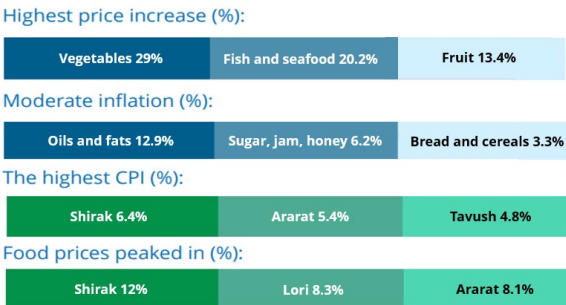 Highest price increase (%):
Vegetables 29% Fish and seafood 20.2% Fruit 13.4%
Moderate inflation (%):
Oils and fats 12.9% Sugar, jam, honey 6.2% Bread and cereals 3.3%
The highest CPI (%):
Shirak 6.4% Ararat 5.4% Tavush 4.8%
Food prices peaked in (%):
Shirak 12% Lori 8.3% Ararat 8.1%